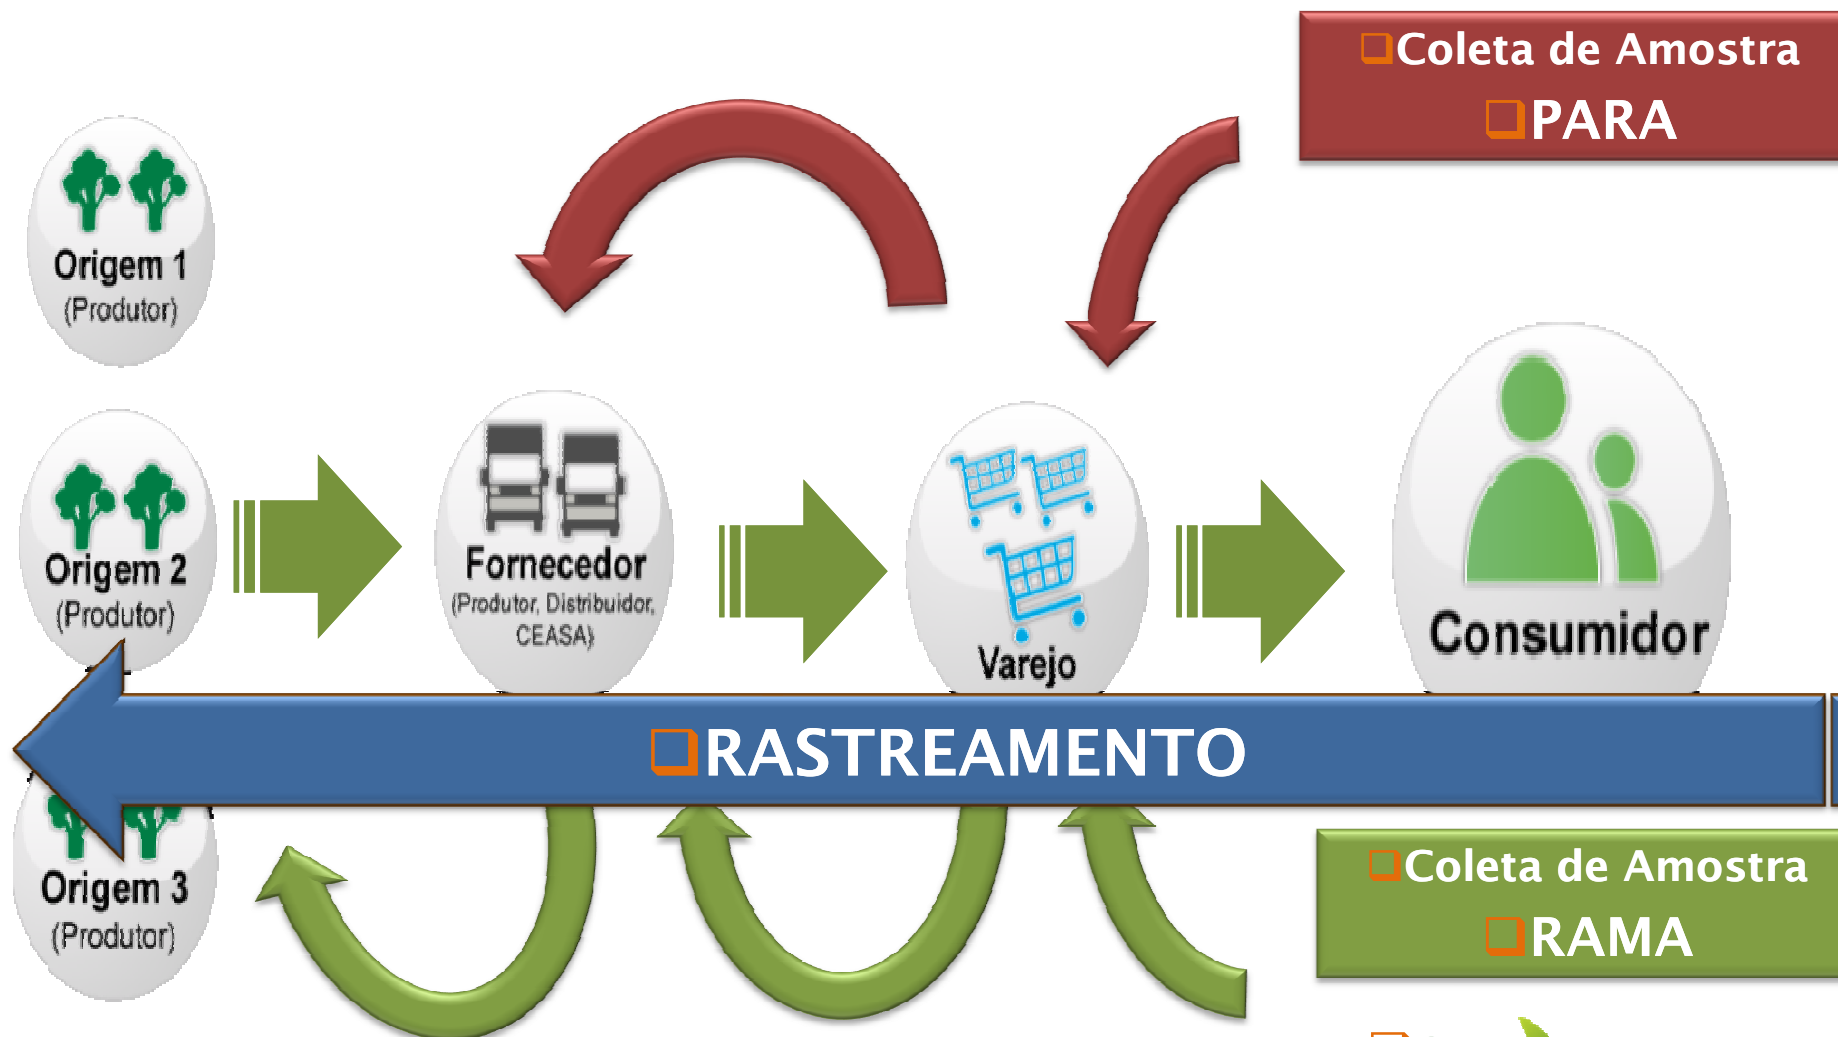 Coleta de Amostra
PARA
Origem 1
(Produtor)
Origem 2
(Produtor)
Fornecedor
(Produtor, Distribuidor,
CEASA)
Varejo
Consumidor
RASTREAMENTO
Origem 3
(Produtor)
Coleta de Amostra
RAMA